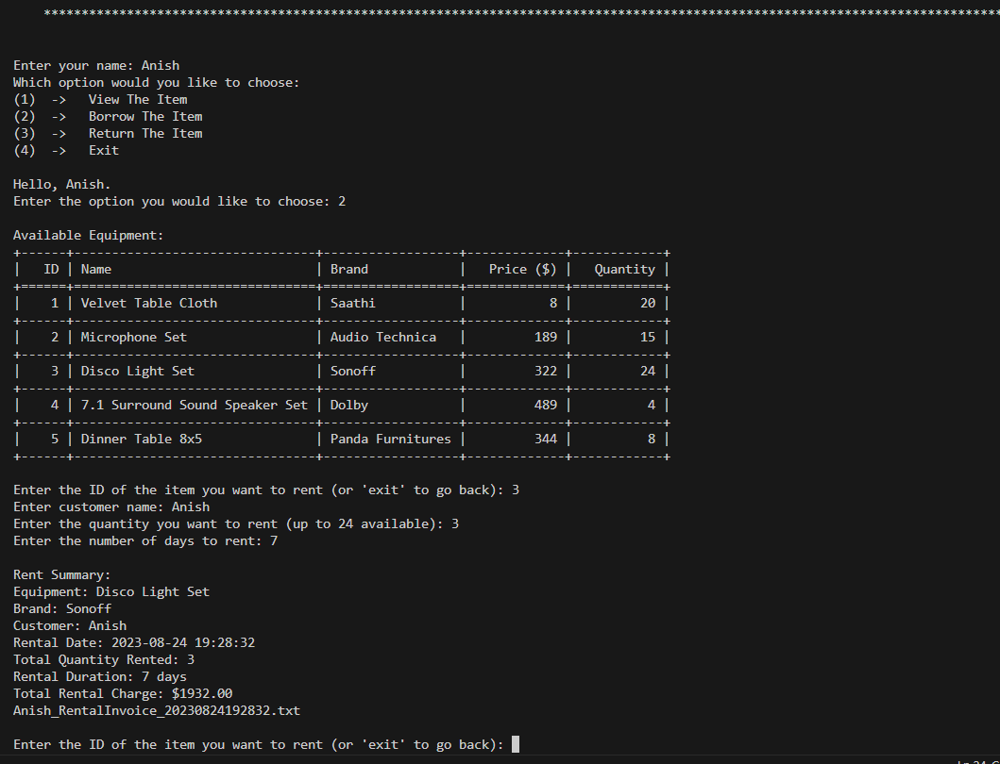 ****************************************************************************************************************************
Enter your name: Anish
Which option would you like to choose:
(1)  ->   View The Item
(2)  ->   Borrow The Item
(3)  ->   Return The Item
(4)  ->   Exit
Hello, Anish.
Enter the option you would like to choose: 2
Available Equipment:
+------+--------------------------------+------------------+-------------+------------+
|   ID | Name                           | Brand            |   Price ($) |   Quantity |
+======+================================+==================+=============+============+
|    1 | Velvet Table Cloth             | Saathi           |           8 |         20 |
+------+--------------------------------+------------------+-------------+------------+
|    2 | Microphone Set                 | Audio Technica   |         189 |         15 |
+------+--------------------------------+------------------+-------------+------------+
|    3 | Disco Light Set                | Sonoff           |         322 |         24 |
+------+--------------------------------+------------------+-------------+------------+
|    4 | 7.1 Surround Sound Speaker Set | Dolby            |         489 |          4 |
+------+--------------------------------+------------------+-------------+------------+
|    5 | Dinner Table 8x5               | Panda Furnitures |         344 |          8 |
+------+--------------------------------+------------------+-------------+------------+
Enter the ID of the item you want to rent (or 'exit' to go back): 3
Enter customer name: Anish
Enter the quantity you want to rent (up to 24 available): 3
Enter the number of days to rent: 7
Rent Summary:
Equipment: Disco Light Set
Brand: Sonoff
Customer: Anish
Rental Date: 2023-08-24 19:28:32
Total Quantity Rented: 3
Rental Duration: 7 days
Total Rental Charge: $1932.00
Anish_RentalInvoice_20230824192832.txt
Enter the ID of the item you want to rent (or 'exit' to go back):